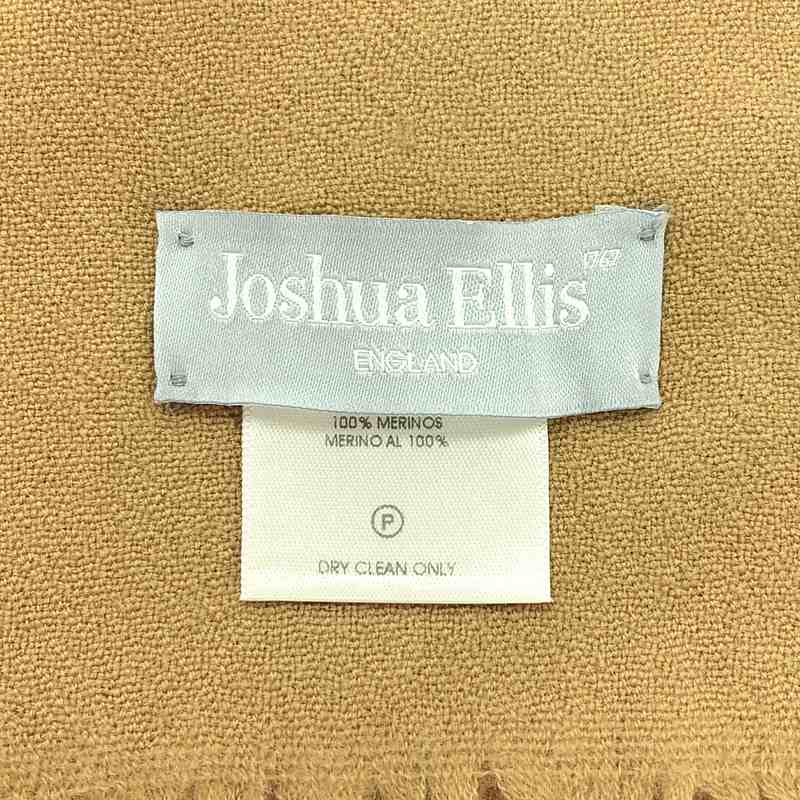 Joshua Ellis
ENGLAND
100% MERINOS
MERINO AL 100%
P
DRY CLEAN ONLY